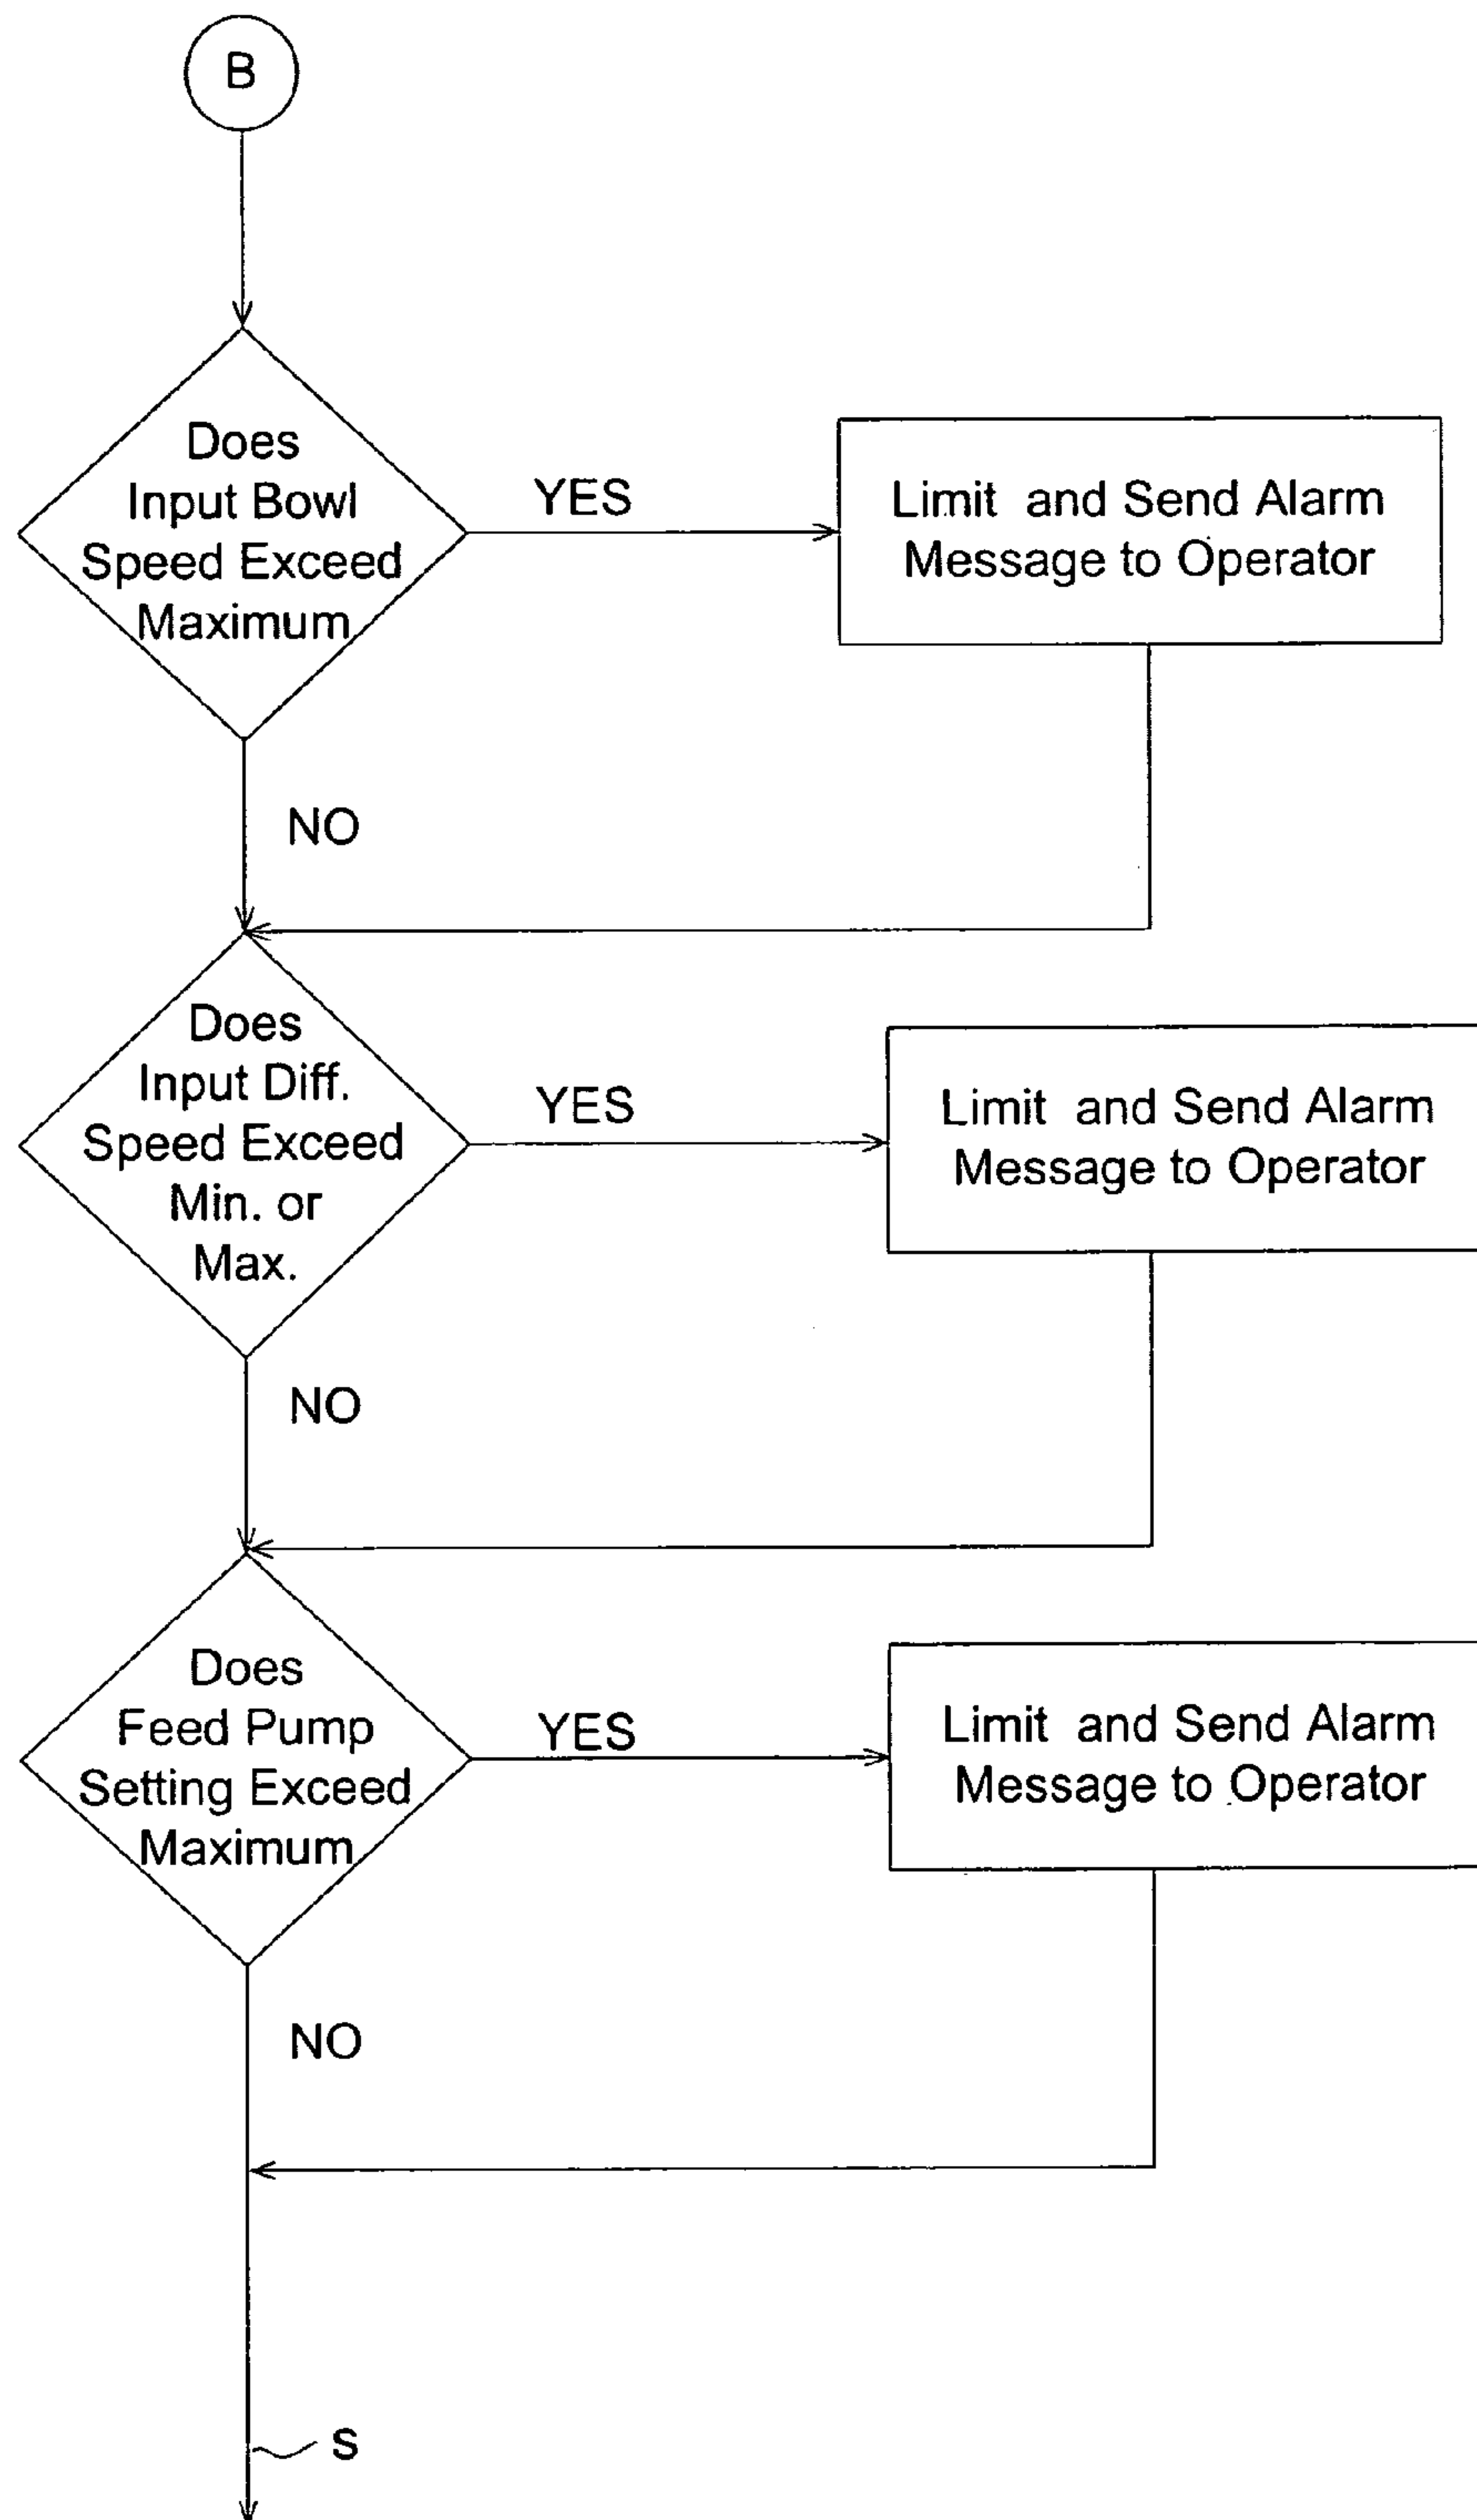 B
Does
Input Bowl
Speed Exceed
Maximum
YES
Limit and Send Alarm
Message to Operator
NO
Does
Input Diff.
Speed Exceed
Min. or
Max.
YES
Limit and Send Alarm
Message to Operator
NO
Does
Feed Pump
Setting Exceed
Maximum
YES
Limit and Send Alarm
Message to Operator
NO
S